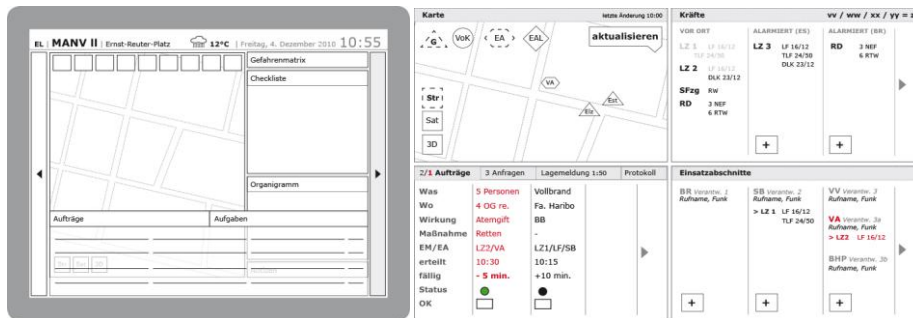 EL | MANV II | Ernst-Reuter-Platz 12°C | Freitag, 4. Dezember 2010 10:55
Gefahrenmatrix
Checkliste
Organigramm
Aufträge
Aufgaben
Karte
letzte Änderung 10:00
G
VoK
EA
EAL
aktualisieren
VA
Est
Ele
Str
Sat
3D
Kräfte
vv / ww / xx / yy = z
VOR ORT
LZ 1 LF 16/12
TLF 24/50
LZ 2 LF 16/12
DLK 23/12
SFzg RW
RD 3 NEF
6 RTW
ALARMIERT (ES)
LZ 3 LF 16/12
TLF 24/50
DLK 23/12
+
ALARMIERT (BR)
RD 3 NEF
6 RTW
+
2/1 Aufträge
3 Anfragen
Lagemeldung 1:50
Protokoll
Was 5 Personen Vollbrand
Wo 4 OG re. Fa. Haribo
Wirkung Atemgift BB
Maßnahme Retten -
EM/EA LZ2/VA LZ1/LF/SB
erteilt 10:30 10:15
fällig - 5 min. +10 min.
Status
OK
Einsatzabschnitte
BR Verantw. 1
Rufname, Funk
+
SB Verantw. 2
Rufname, Funk
> LZ 1 LF 16/12
TLF 24/50
+
VV Verantw. 3
Rufname, Funk
VA Verantw. 3a
Rufname, Funk
> LZ2 LF 16/12
BHP Verantw. 3b
Rufname, Funk
+